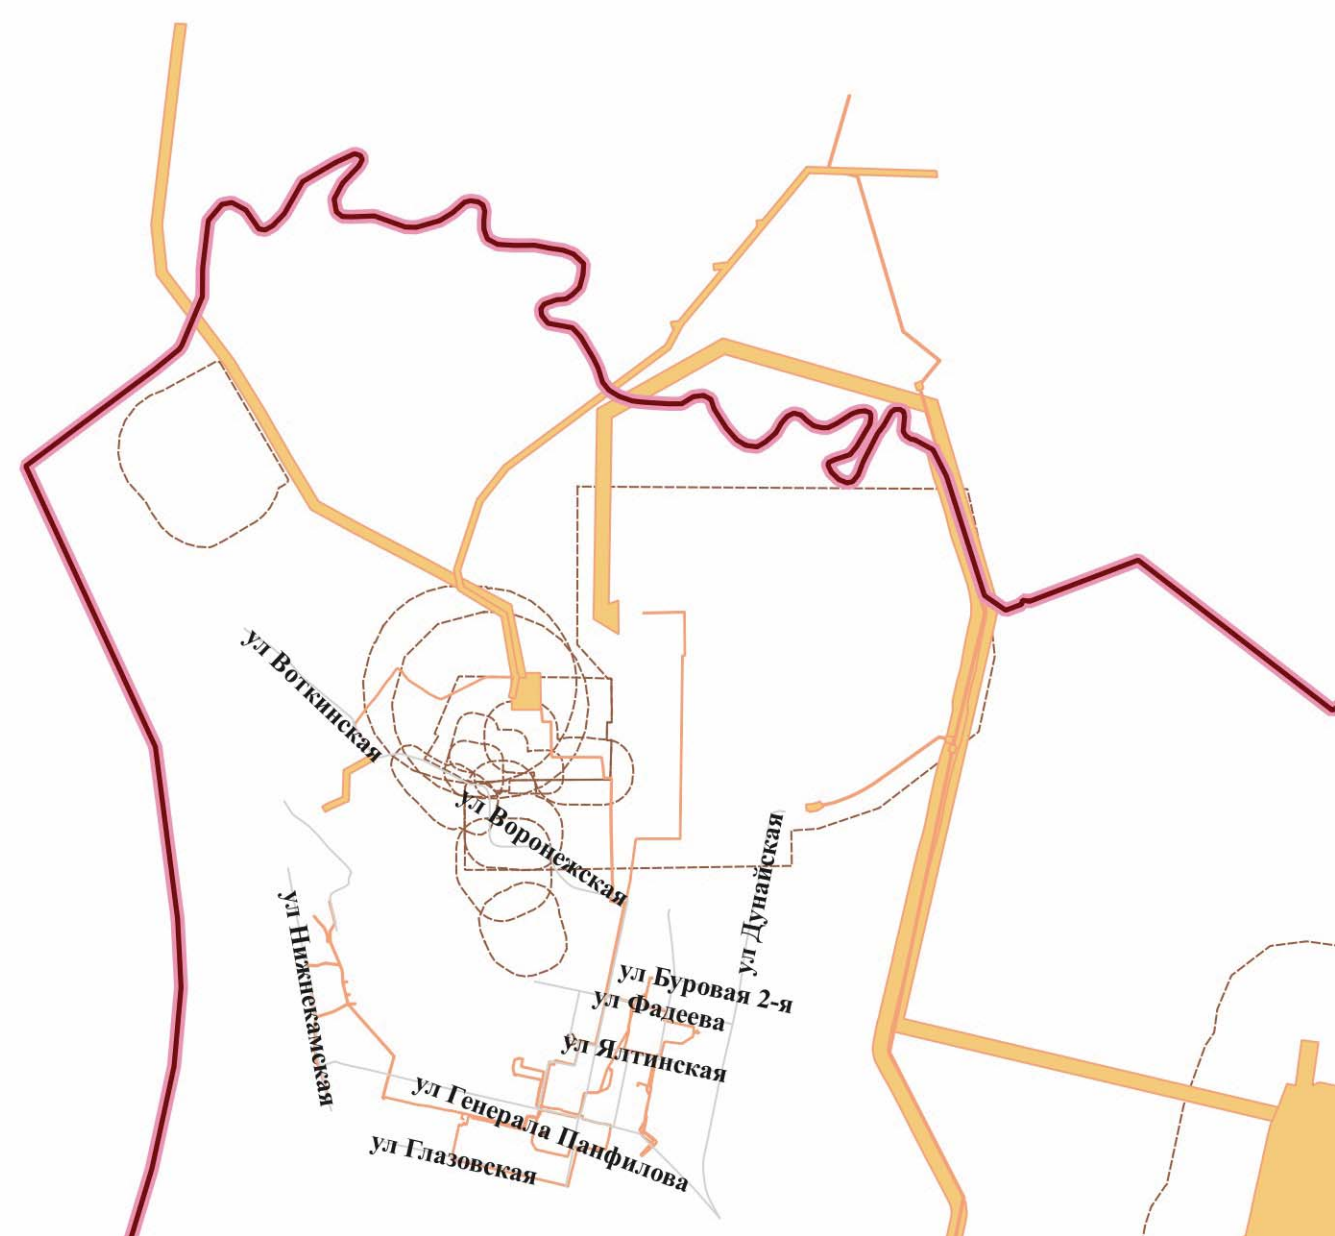 ул Воткинская
ул Воронежская
ул Дунайская
ул Нижнекамская
ул Буровая 2-я
ул Фадеева
ул Ялтинская
ул Генерала Панфилова
ул Глазовская